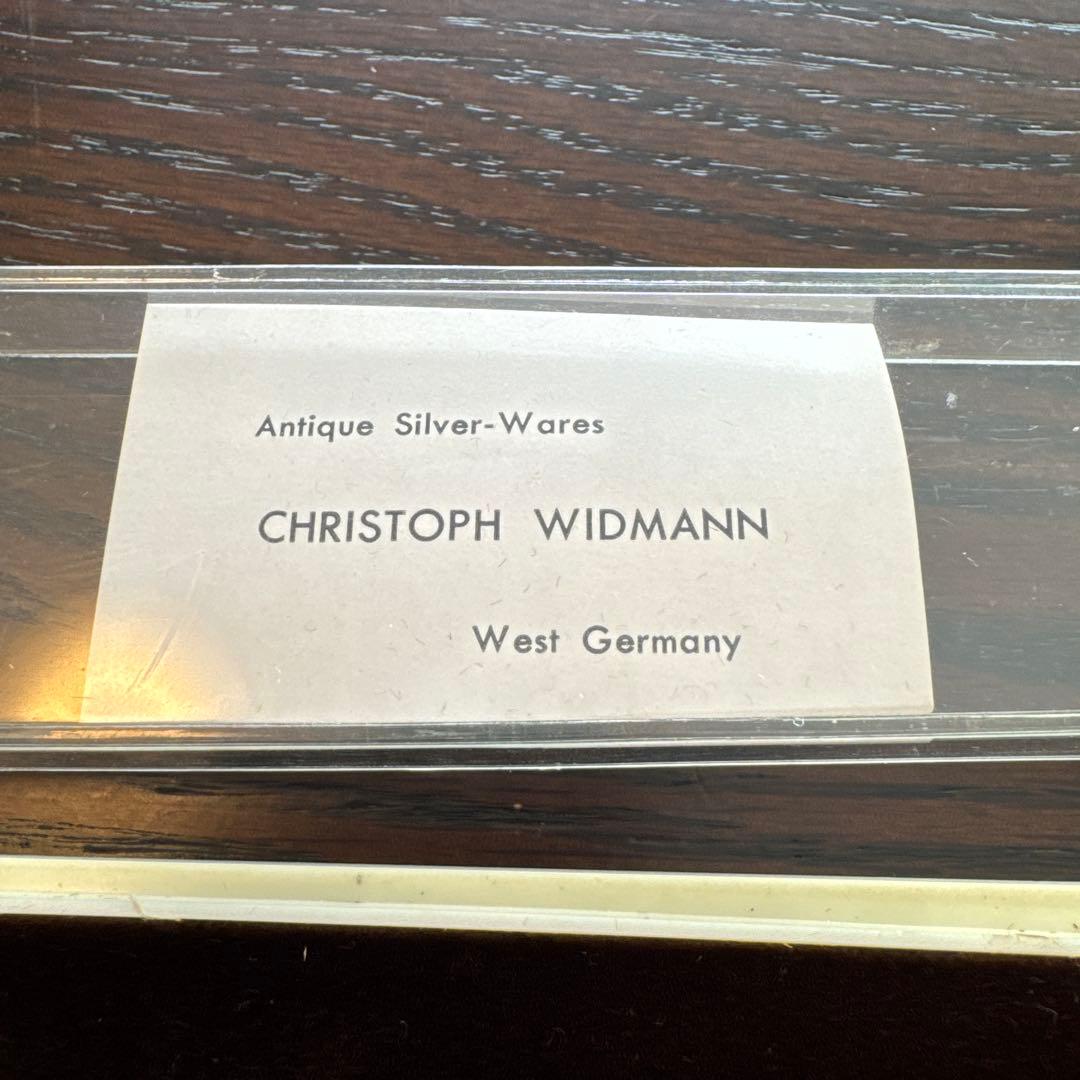 Antique Silver-Wares
CHRISTOPH WIDMANN
West Germany